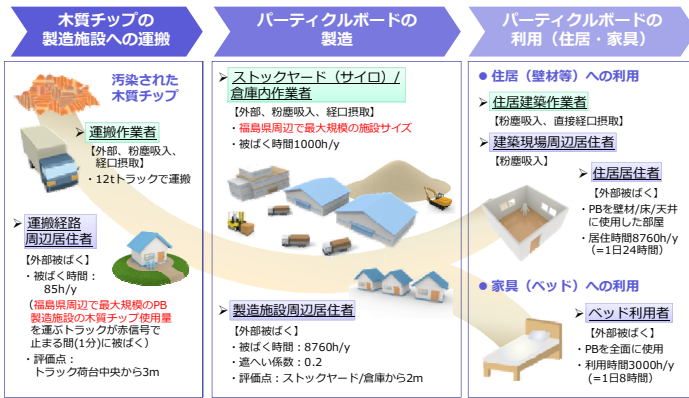 木質チップの
製造施設への運搬
パーティクルボードの
製造
パーティクルボードの
利用（住居・家具）
汚染された
木質チップ
➢ 運搬作業者
【外部、粉塵吸入、
経口摂取】
・12tトラックで運搬
➢ 運搬経路
周辺居住者
【外部被ばく】
・被ばく時間：
85h/y
（福島県周辺で最大規模のPB
製造施設の木質チップ使用量
を運ぶトラックが赤信号で
止まる間(1分)に被ばく）
・評価点：
トラック荷台中央から3m
➢ ストックヤード（サイロ）/
倉庫内作業者
【外部、粉塵吸入、経口摂取】
・福島県周辺で最大規模の施設サイズ
・被ばく時間1000h/y
➢ 製造施設周辺居住者
【外部被ばく】
・被ばく時間：8760h/y
・遮へい係数：0.2
・評価点：ストックヤード/倉庫から2m
● 住居（壁材等）への利用
➢ 住居建築作業者
【粉塵吸入、直接経口摂取】
➢ 建築現場周辺居住者
【粉塵吸入】
➢ 住居居住者
【外部被ばく】
・PBを壁材/床/天井
に使用した部屋
・居住時間8760h/y
(=1日24時間）
● 家具（ベッド）への利用
➢ ベッド利用者
【外部被ばく】
・PBを全面に使用
・利用時間3000h/y
(=1日8時間）